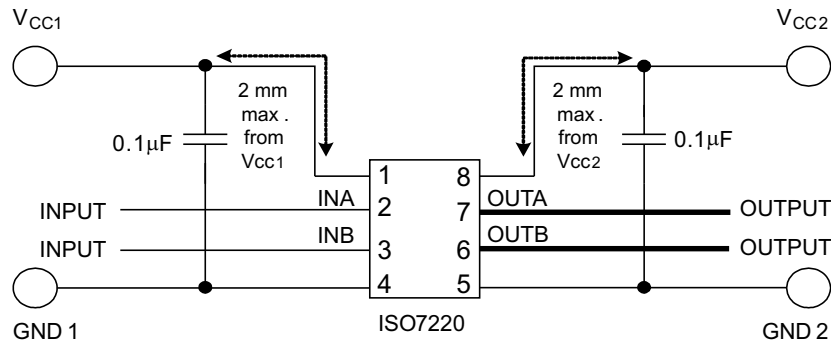 VCC1
VCC2
2 mm
max .
from
VCC1
2 mm
max .
from
VCC2
0.1μF
0.1μF
1
8
INPUT
INA
2
7
OUTA
OUTPUT
INPUT
INB
3
6
OUTB
OUTPUT
4
5
GND 1
ISO7220
GND 2